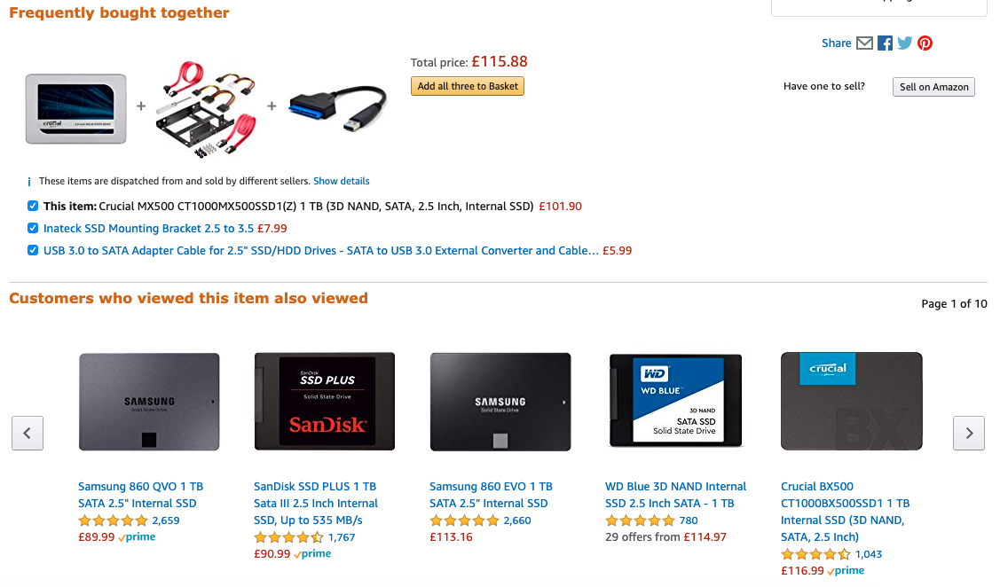 Frequently bought together
Share
Total price: £115.88
Add all three to Basket
Have one to sell?
Sell on Amazon
crucial
+
+
These items are dispatched from and sold by different sellers. Show details
This item: Crucial MX500 CT1000MX500SSD1(Z) 1 TB (3D NAND, SATA, 2.5 Inch, Internal SSD) £101.90
Inateck SSD Mounting Bracket 2.5 to 3.5 £7.99
USB 3.0 to SATA Adapter Cable for 2.5" SSD/HDD Drives - SATA to USB 3.0 External Converter and Cable… £5.99
Customers who viewed this item also viewed
Page 1 of 10
SAMSUNG
Solid State Drive
SanDisk
SSD PLUS
Solid State Drive
SanDisk
SAMSUNG
Solid State Drive
WD
WD BLUE
3D NAND
SATA SSD
Solid State Drive
crucial
BX
Samsung 860 QVO 1 TB
SATA 2.5" Internal SSD
2,659
£89.99 prime
SanDisk SSD PLUS 1 TB
Sata III 2.5 Inch Internal
SSD, Up to 535 MB/s
1,767
£90.99 prime
Samsung 860 EVO 1 TB
SATA 2.5" Internal SSD
2,660
£113.16
WD Blue 3D NAND Internal
SSD 2.5 Inch SATA - 1 TB
780
29 offers from £114.97
Crucial BX500
CT1000BX500SSD1 1 TB
Internal SSD (3D NAND,
SATA, 2.5 Inch)
1,043
£116.99 prime